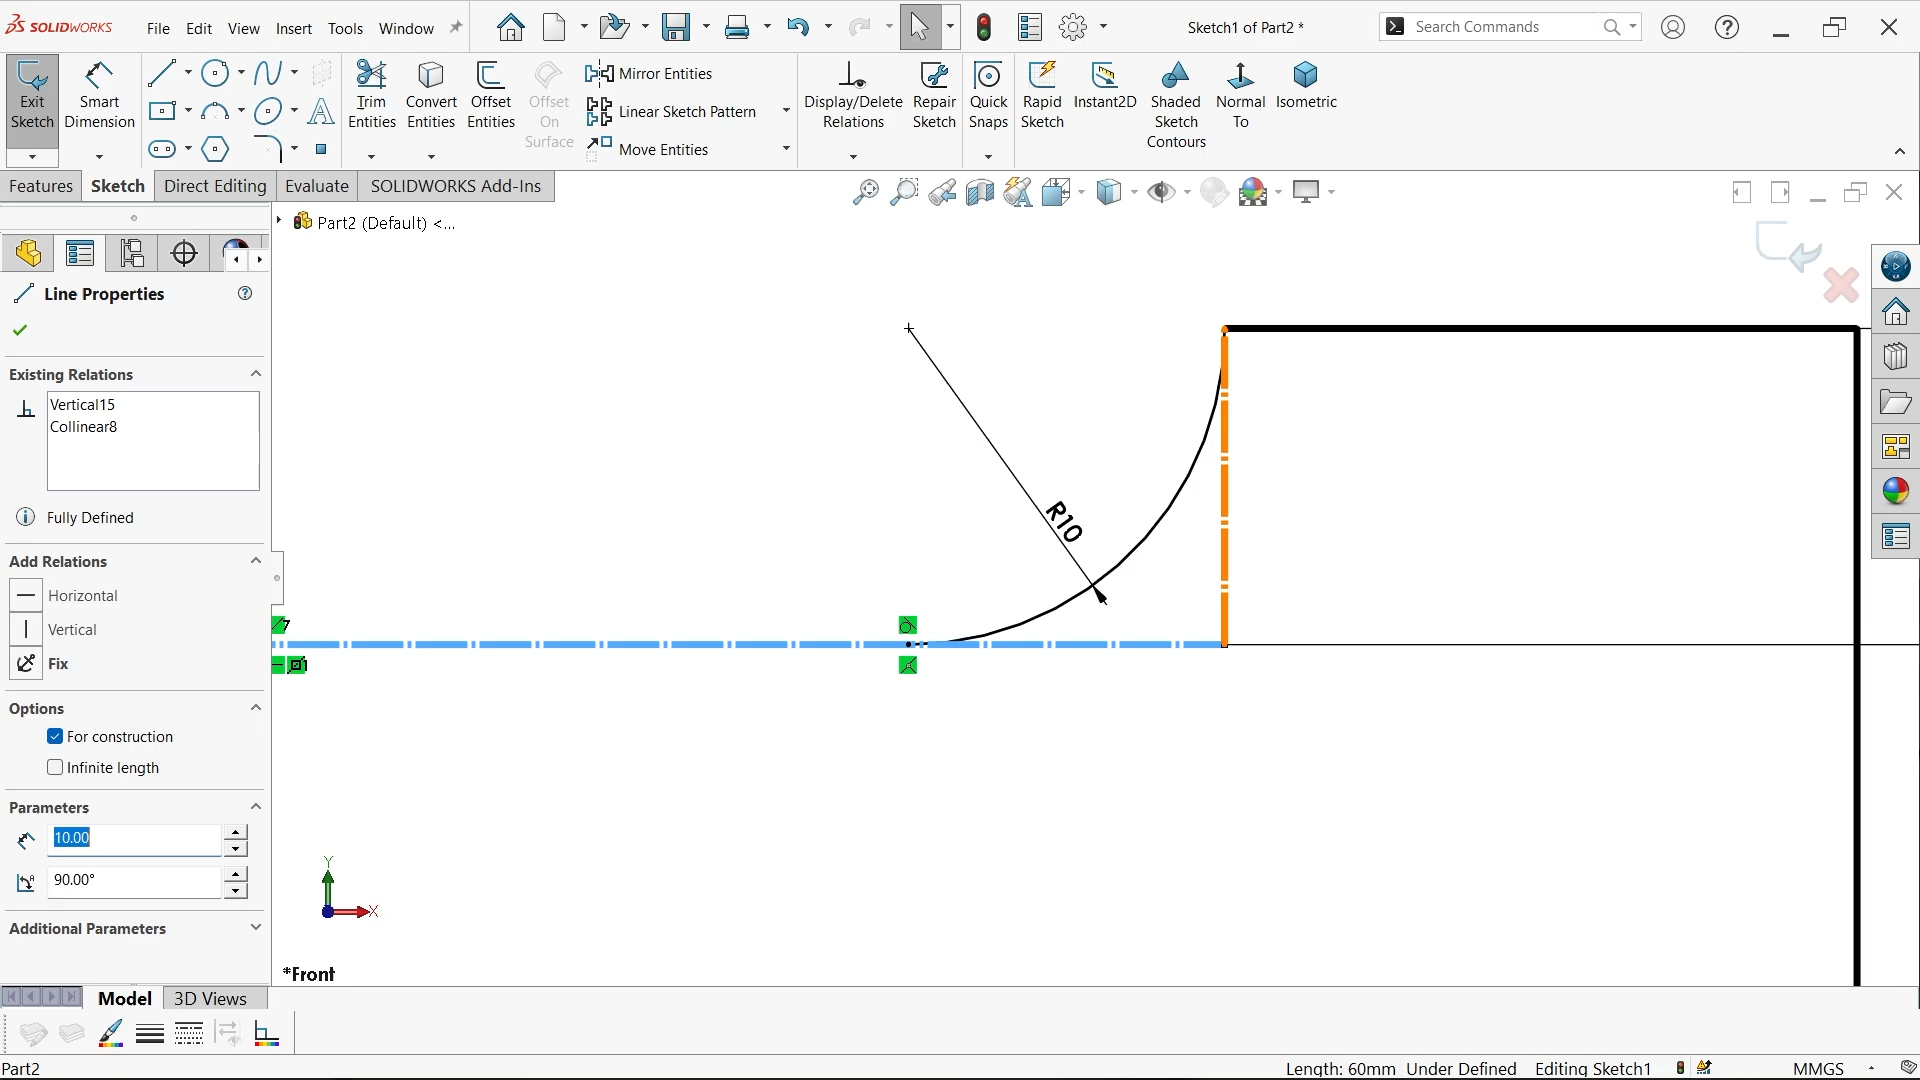 SOLIDWORKS
File Edit View Insert Tools Window
Sketch1 of Part2 *
Search Commands
Exit Sketch
Smart Dimension
Trim Entities
Convert Entities
Offset Entities
Offset On Surface
Mirror Entities
Linear Sketch Pattern
Move Entities
Display/Delete Relations
Repair Sketch
Quick Snaps
Rapid Sketch
Instant2D
Shaded Sketch Contours
Normal To
Isometric
Features Sketch Direct Editing Evaluate SOLIDWORKS Add-Ins
Part2 (Default) <...
Line Properties
Existing Relations
Vertical15
Collinear8
Fully Defined
Add Relations
Horizontal
Vertical
Fix
Options
For construction
Infinite length
Parameters
10.00
90.00°
Additional Parameters
R10
7
1
Y
X
*Front
Model 3D Views
Part2
Length: 60mm Under Defined Editing Sketch1 MMGS